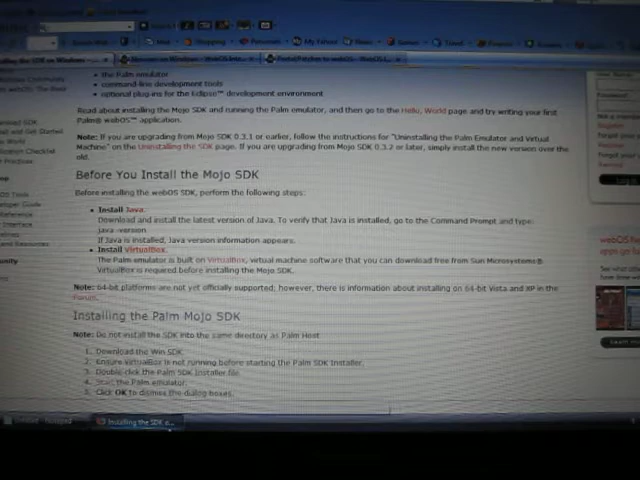 Shopping
Personals
My Yahoo!
News
Games
Travel
Finance
the Palm emulator
command-line development tools
optional plug-ins for Eclipse™ development environment
Read about installing the Mojo SDK and running the Palm emulator, and then go to the Hello, World page and try writing your first
Palm® webOS™ application.
Note: If you are upgrading from Mojo SDK 0.3.1 or earlier, follow the instructions for "Uninstalling the Palm Emulator and Virtual
Machine" on the Uninstalling the SDK page. If you are upgrading from Mojo SDK 0.3.2 or later, simply install the new version over the
old.
Before You Install the Mojo SDK
Before installing the webOS SDK, perform the following steps:
Install Java.
Download and install the latest version of Java. To verify that Java is installed, go to the Command Prompt and type:
java -version
If Java is installed, Java version information appears.
Install VirtualBox.
The Palm emulator is built on VirtualBox, virtual machine software that you can download free from Sun Microsystems®
VirtualBox is required before installing the Mojo SDK.
Note: 64-bit platforms are not yet officially supported; however, there is information about installing on 64-bit Vista and XP in the
Forum.
Installing the Palm Mojo SDK
Note: Do not install the SDK into the same directory as Palm Host
1. Download the Win SDK.
2. Ensure VirtualBox is not running before starting the Palm SDK Installer.
3. Double-click the Palm SDK Installer file.
4. Start the Palm emulator.
5. Click OK to dismiss the dialog boxes.
Installing the SDK o...